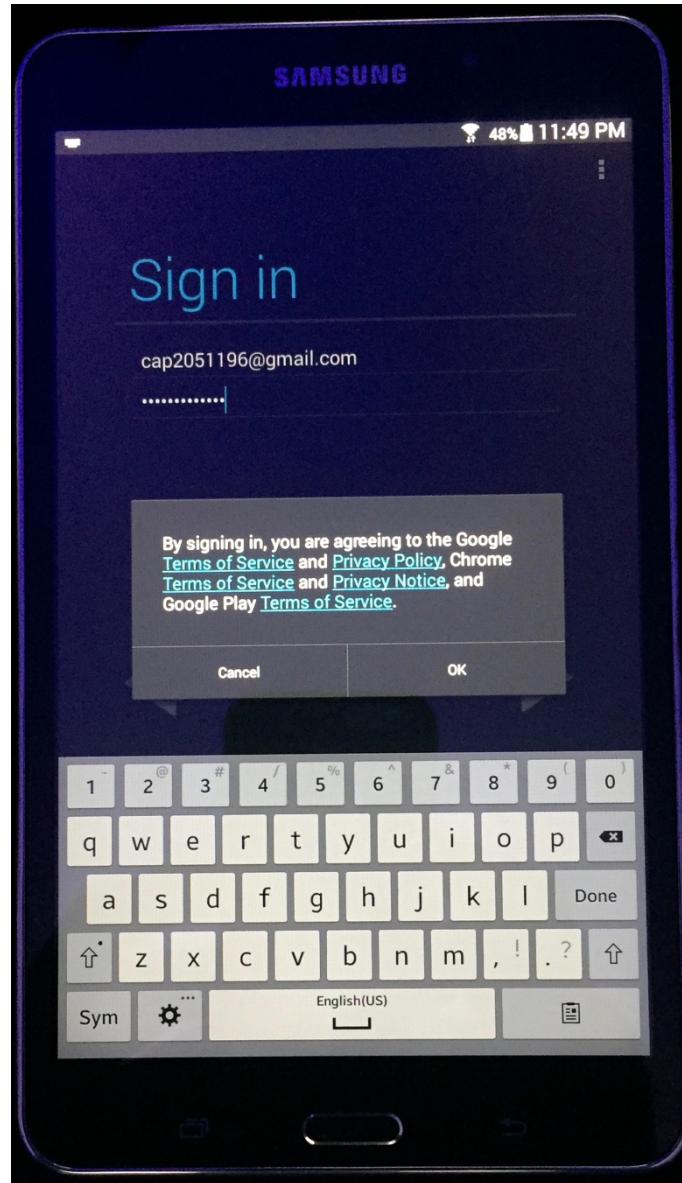 SAMSUNG
48% 11:49 PM
Sign in
cap2051196@gmail.com
•••••••••••••
By signing in, you are agreeing to the Google
Terms of Service and Privacy Policy, Chrome
Terms of Service and Privacy Notice, and
Google Play Terms of Service.
Cancel OK
1 - 2 @ 3 # 4 / 5 % 6 ^ 7 & 8 * 9 ( 0 )
q w e r t y u i o p
a s d f g h j k l Done
z x c v b n m , ! . ?
Sym English(US)